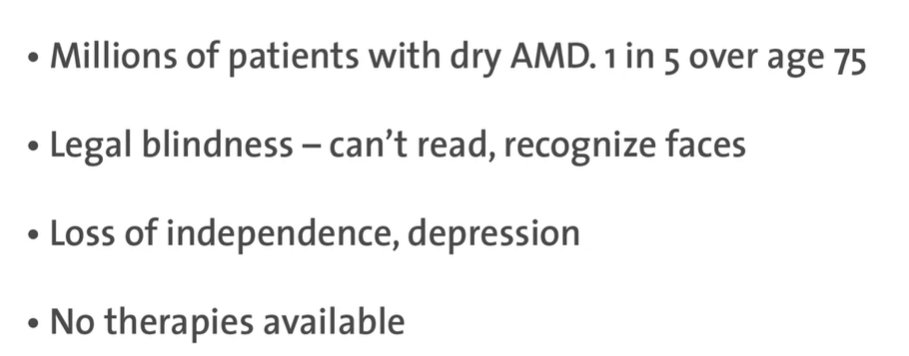 • Millions of patients with dry AMD. 1 in 5 over age 75
• Legal blindness – can’t read, recognize faces
• Loss of independence, depression
• No therapies available